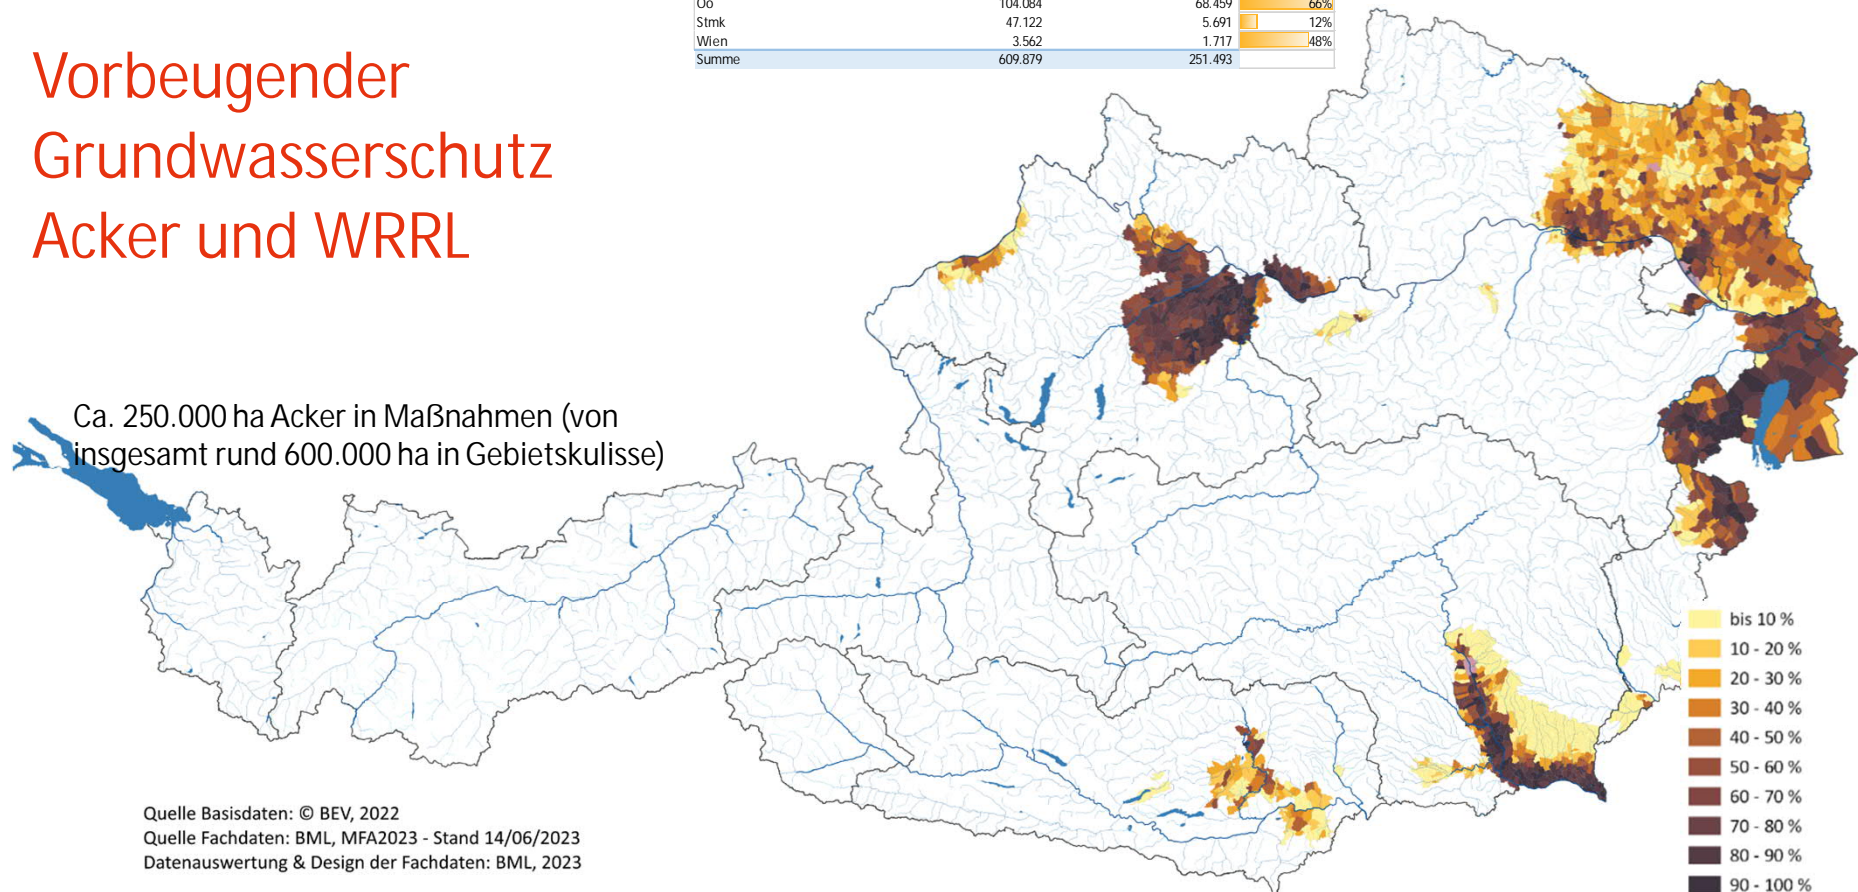 Oö 104.084 68.459 66%
Stmk 47.122 5.691 12%
Wien 3.562 1.717 48%
Summe 609.879 251.493
Vorbeugender
Grundwasserschutz
Acker und WRRL
Ca. 250.000 ha Acker in Maßnahmen (von
insgesamt rund 600.000 ha in Gebietskulisse)
bis 10 %
10 - 20 %
20 - 30 %
30 - 40 %
40 - 50 %
50 - 60 %
60 - 70 %
70 - 80 %
80 - 90 %
90 - 100 %
Quelle Basisdaten: © BEV, 2022
Quelle Fachdaten: BML, MFA2023 - Stand 14/06/2023
Datenauswertung & Design der Fachdaten: BML, 2023